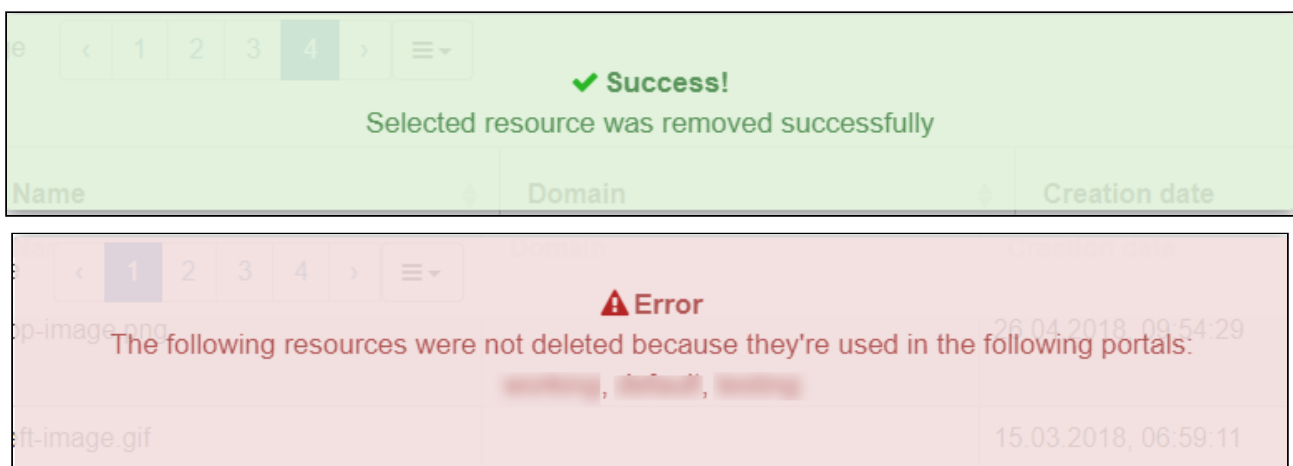 e ‹ 1 2 3 4 ›
✔ Success!
Selected resource was removed successfully
Name Domain Creation date
Domain Creation date
‹ 1 2 3 4 ›
Error
op-image.png 26.04.2018, 09:54:29
The following resources were not deleted because they're used in the following portals:
, ,
eft-image.gif 15.03.2018, 06:59:11